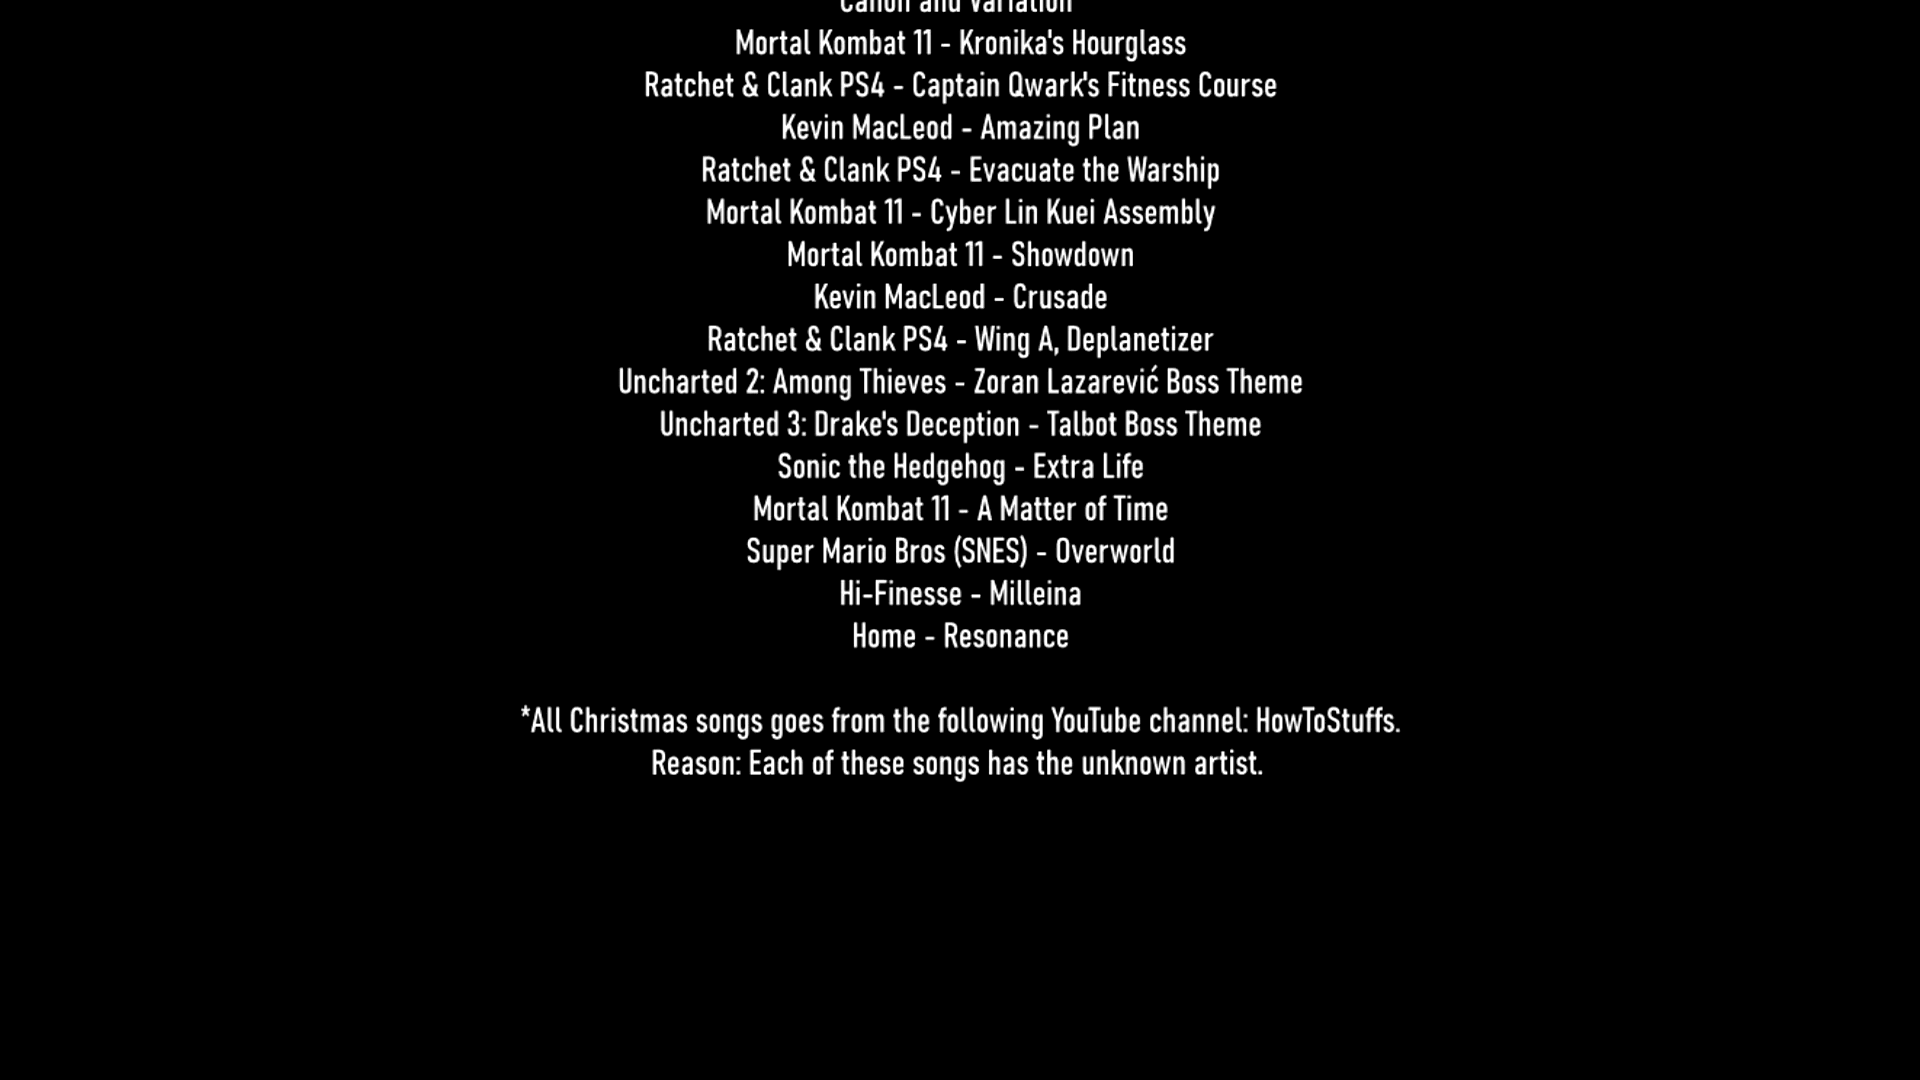 Canon and Variation
Mortal Kombat 11 - Kronika's Hourglass
Ratchet & Clank PS4 - Captain Qwark's Fitness Course
Kevin MacLeod - Amazing Plan
Ratchet & Clank PS4 - Evacuate the Warship
Mortal Kombat 11 - Cyber Lin Kuei Assembly
Mortal Kombat 11 - Showdown
Kevin MacLeod - Crusade
Ratchet & Clank PS4 - Wing A, Deplanetizer
Uncharted 2: Among Thieves - Zoran Lazarević Boss Theme
Uncharted 3: Drake's Deception - Talbot Boss Theme
Sonic the Hedgehog - Extra Life
Mortal Kombat 11 - A Matter of Time
Super Mario Bros (SNES) - Overworld
Hi-Finesse - Milleina
Home - Resonance
*All Christmas songs goes from the following YouTube channel: HowToStuffs.
Reason: Each of these songs has the unknown artist.